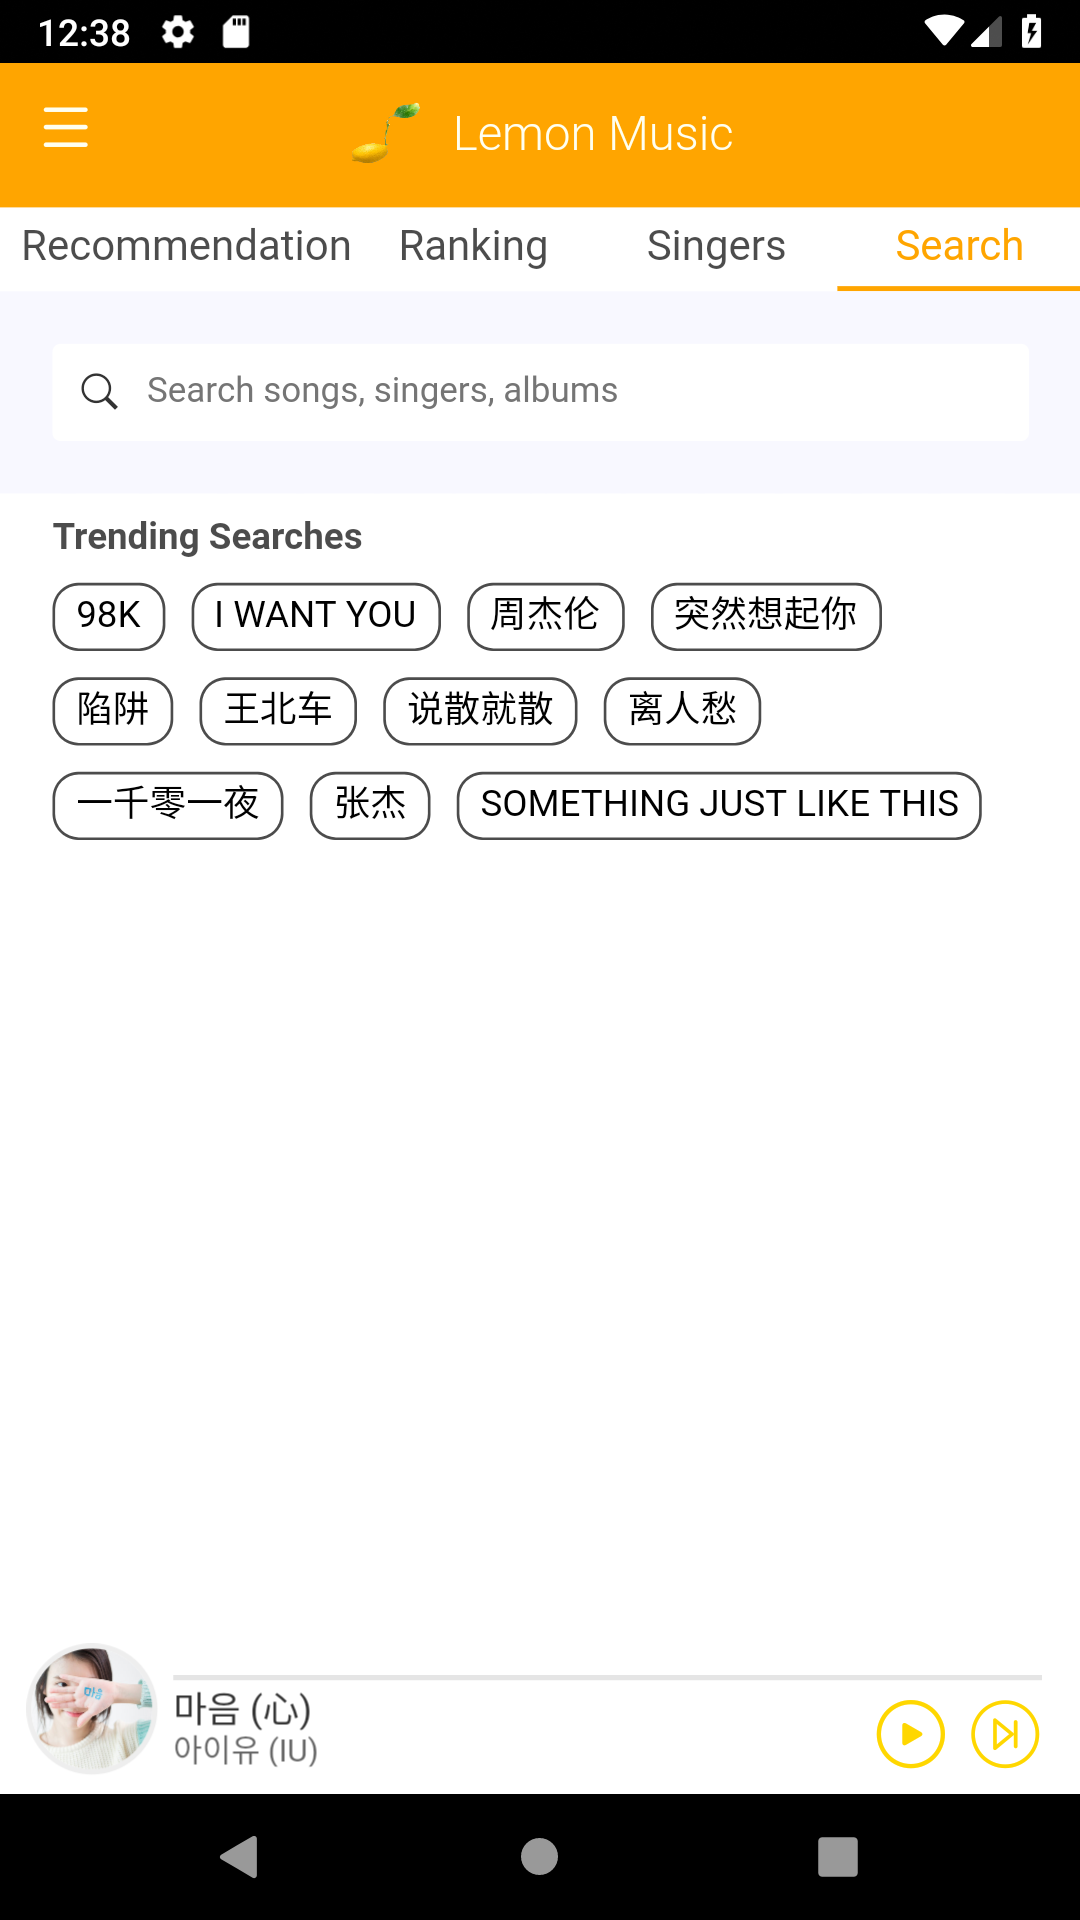 12:38
Lemon Music
Recommendation Ranking Singers Search
Search songs, singers, albums
Trending Searches
98K I WANT YOU 周杰伦 突然想起你
陷阱 王北车 说散就散 离人愁
一千零一夜 张杰 SOMETHING JUST LIKE THIS
마음
마음 (心)
아이유 (IU)